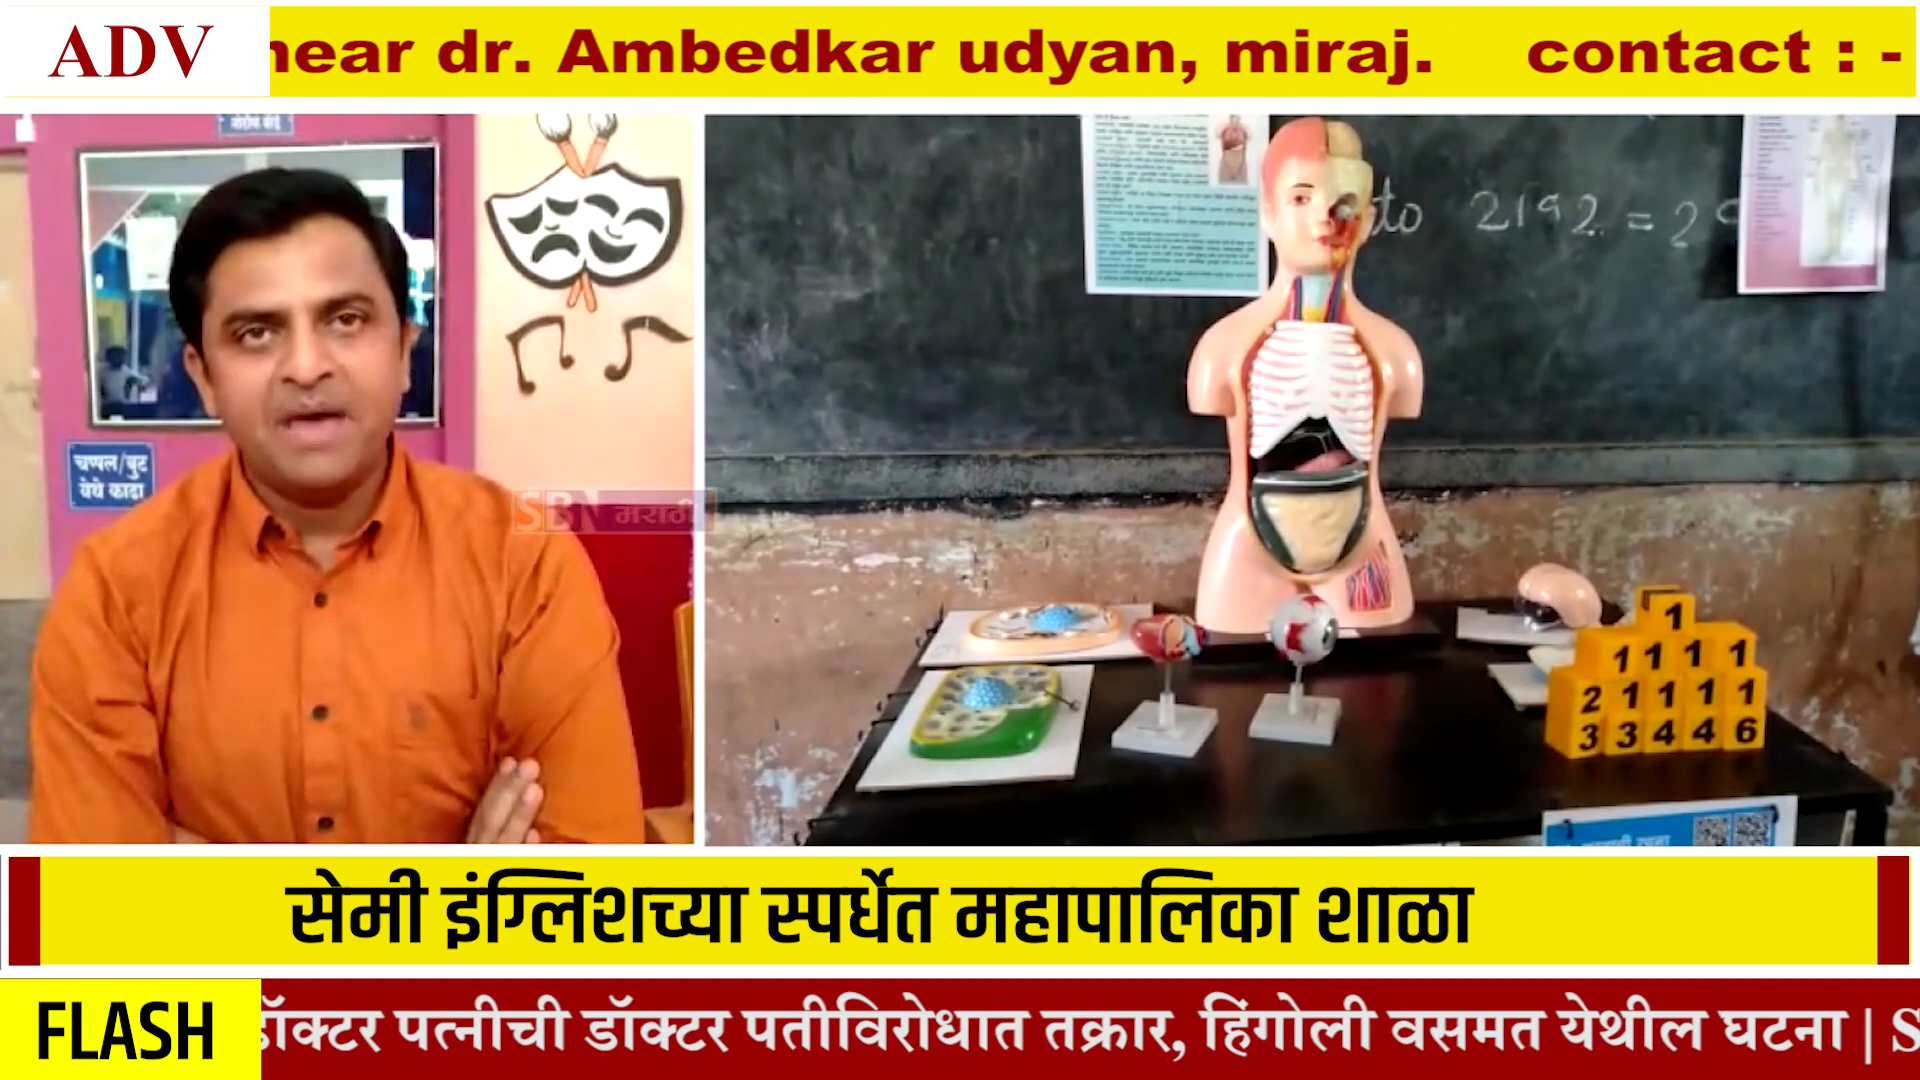 ADV
near dr. Ambedkar udyan, miraj. contact : -
नोटीस बोर्ड
चप्पल/बुट
येथे काढा
SBN मराठी
to 2192 = 2
1
1 1 1 1
2 1 1 1 1
3 3 4 4 6
सेमी इंग्लिशच्या स्पर्धेत महापालिका शाळा
FLASH
डॉक्टर पत्नीची डॉक्टर पतीविरोधात तक्रार, हिंगोली वसमत येथील घटना | S